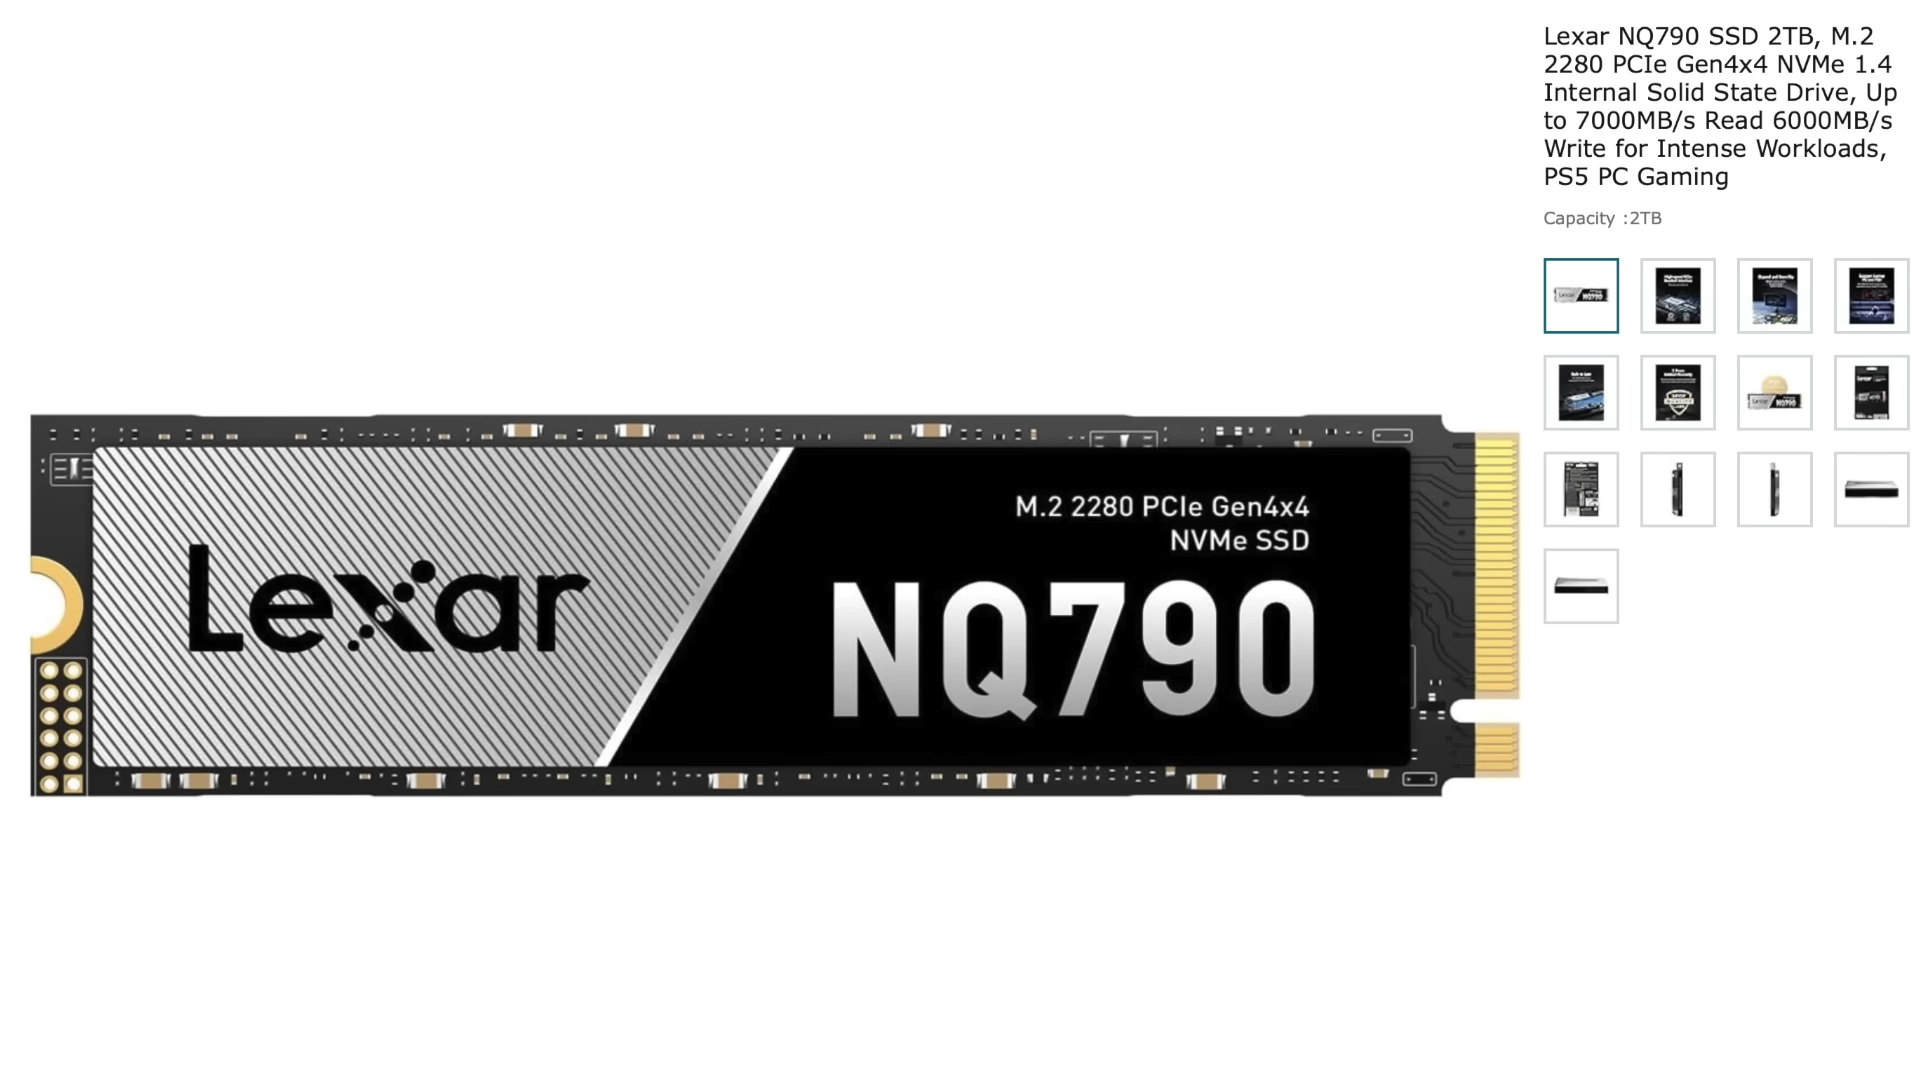 Lexar NQ790 SSD 2TB, M.2
2280 PCIe Gen4x4 NVMe 1.4
Internal Solid State Drive, Up
to 7000MB/s Read 6000MB/s
Write for Intense Workloads,
PS5 PC Gaming
Capacity :2TB
M.2 2280 PCIe Gen4x4
NVMe SSD
Lexar
NQ790